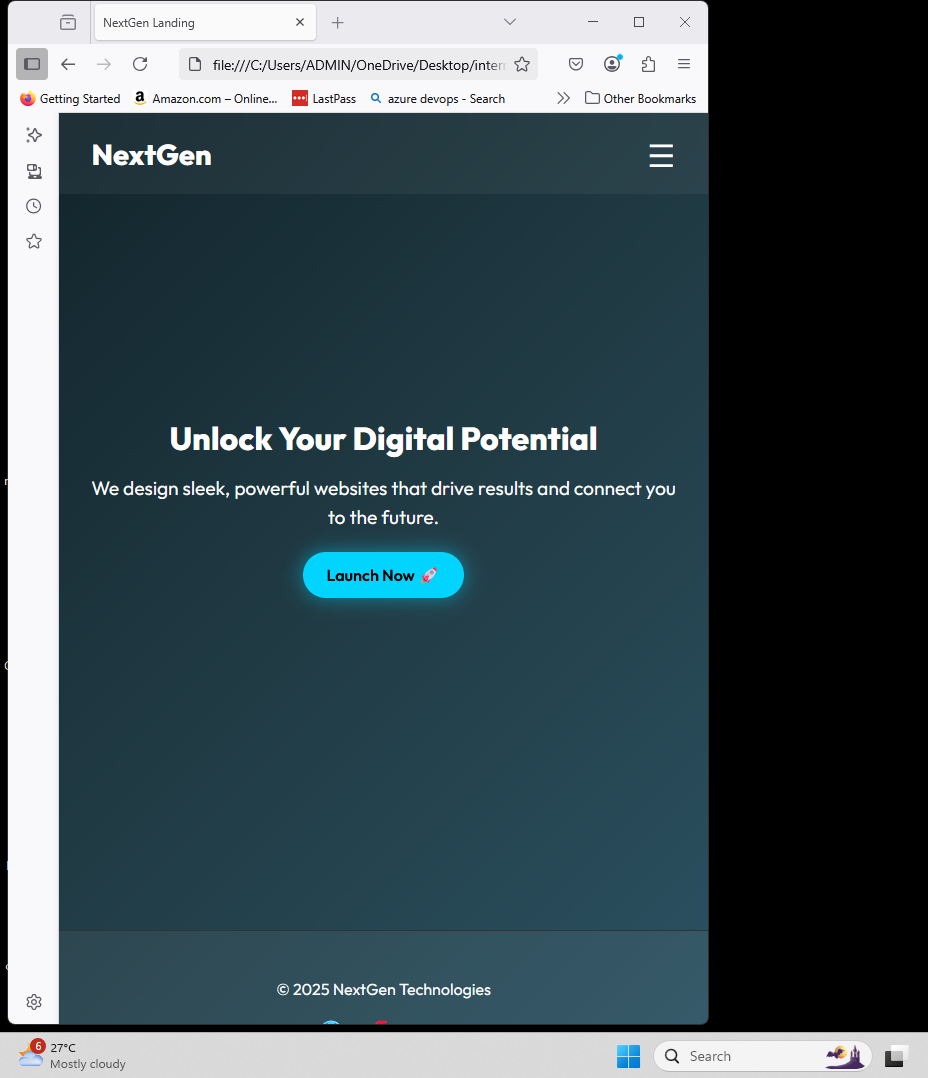 NextGen Landing
file:///C:/Users/ADMIN/OneDrive/Desktop/inter
Getting Started
Amazon.com – Online...
LastPass
azure devops - Search
Other Bookmarks
NextGen
Unlock Your Digital Potential
We design sleek, powerful websites that drive results and connect you
to the future.
Launch Now 🚀
© 2025 NextGen Technologies
6
27°C
Mostly cloudy
Search